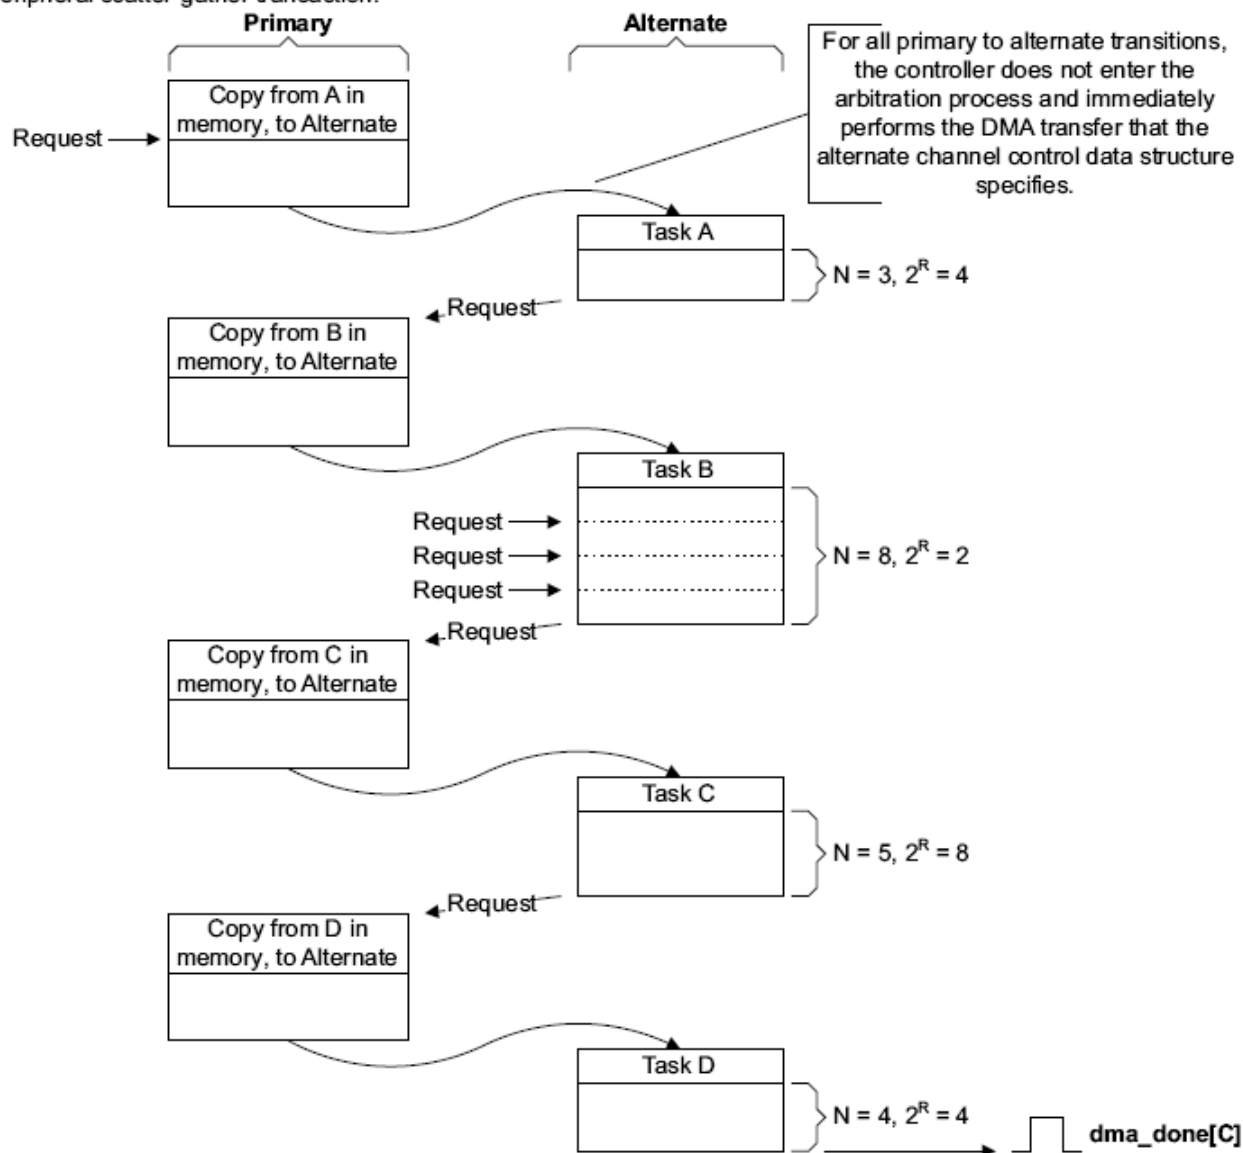 Primary
Alternate
For all primary to alternate transitions,
the controller does not enter the
arbitration process and immediately
performs the DMA transfer that the
alternate channel control data structure
specifies.
Copy from A in
memory, to Alternate
Request
Task A
N = 3, 2^R = 4
Request
Copy from B in
memory, to Alternate
Task B
Request
Request
Request
N = 8, 2^R = 2
Request
Copy from C in
memory, to Alternate
Task C
N = 5, 2^R = 8
Request
Copy from D in
memory, to Alternate
Task D
N = 4, 2^R = 4
dma_done[C]